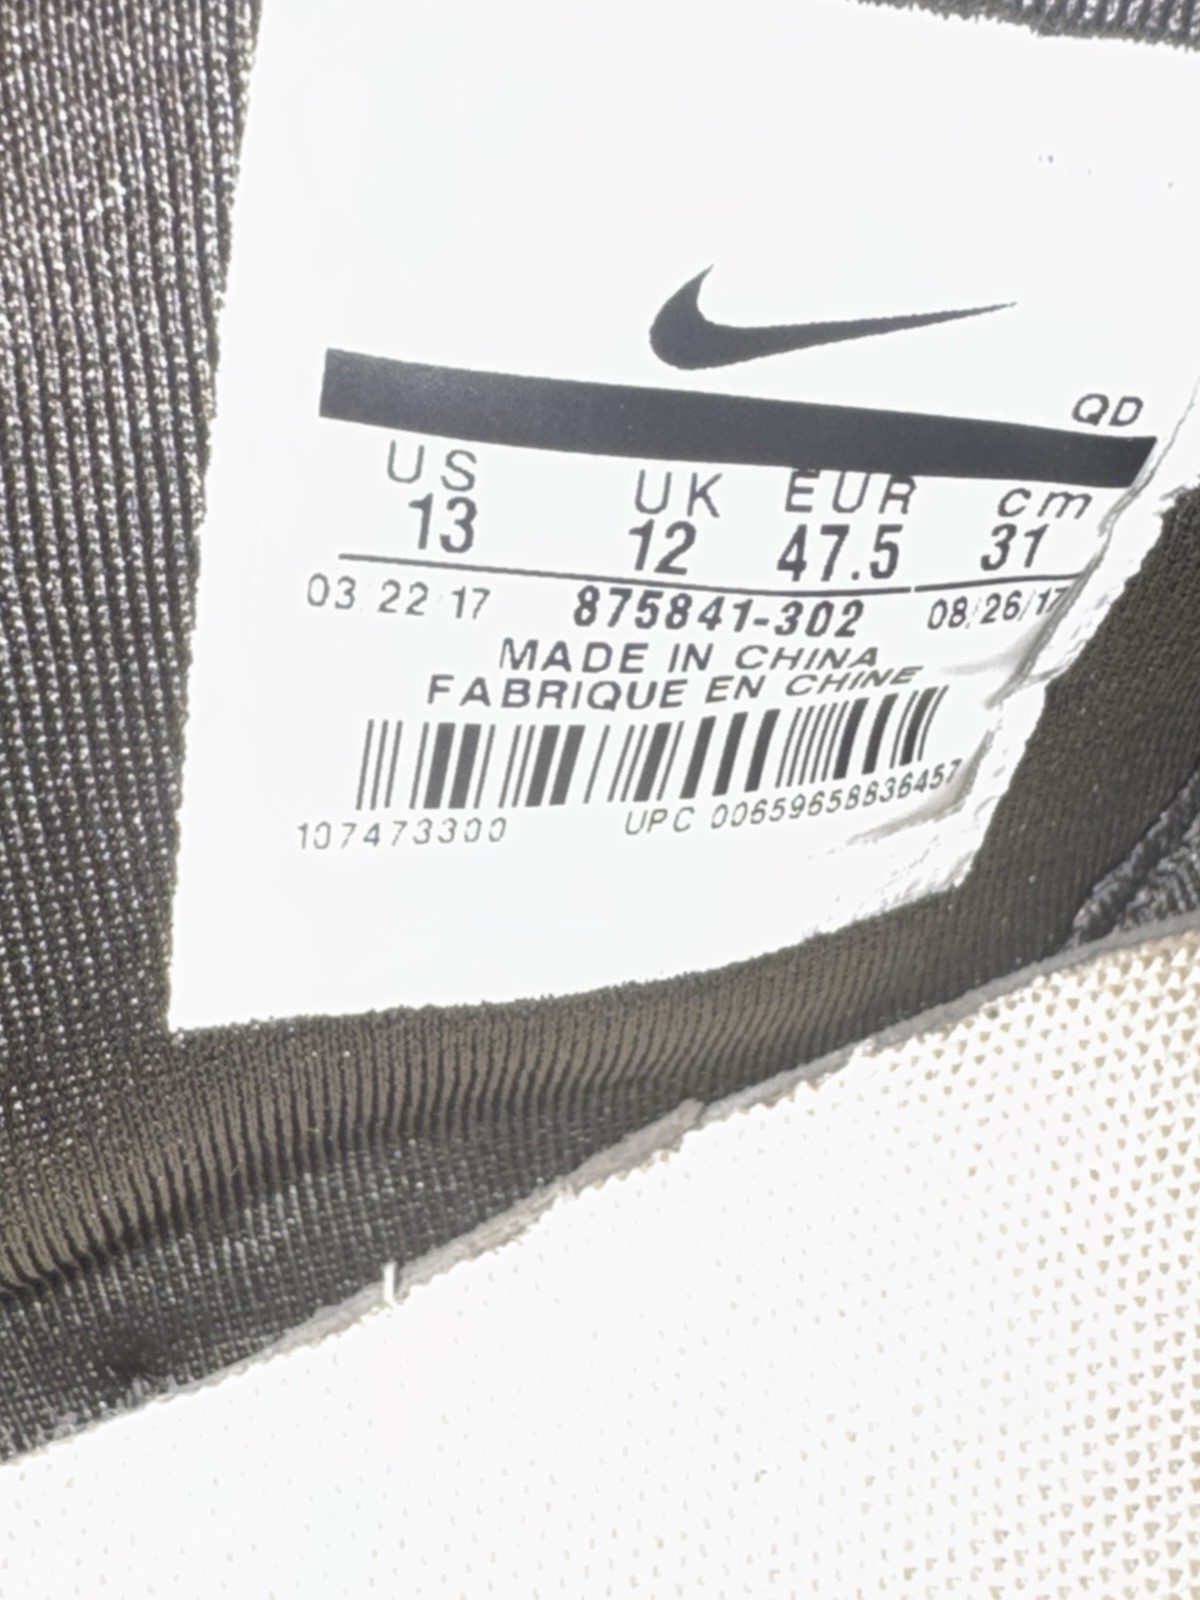 QD
US UK EUR cm
13 12 47.5 31
03 22 17 875841-302 08/26/17
MADE IN CHINA
FABRIQUE EN CHINE
107473300 UPC 00659658836457